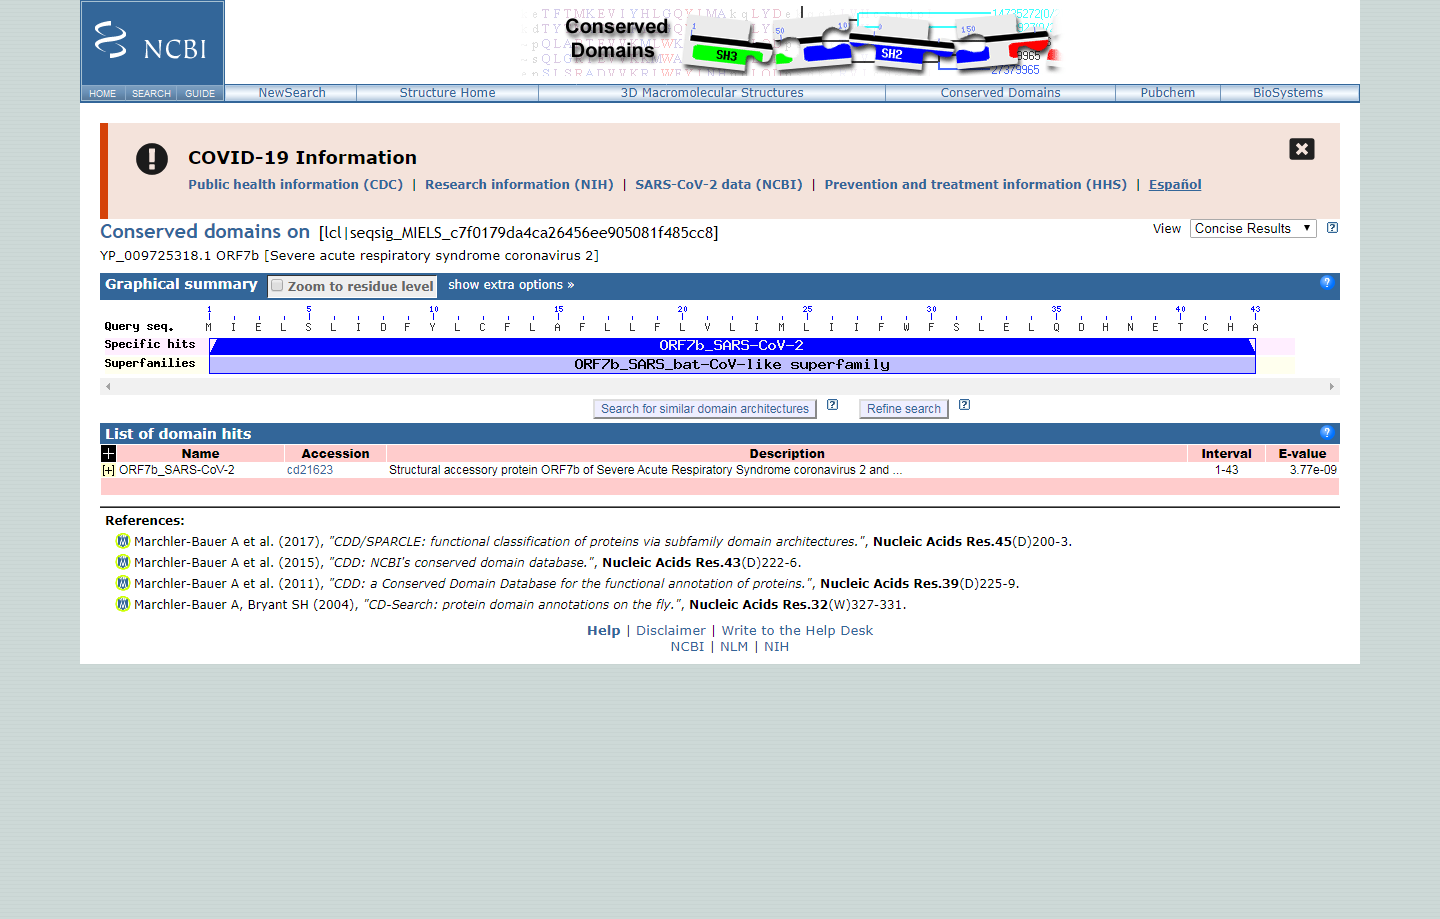 NCBI
Conserved
Domains
SH3
SH2
HOME SEARCH GUIDE NewSearch Structure Home 3D Macromolecular Structures Conserved Domains Pubchem BioSystems
COVID-19 Information
Public health information (CDC) | Research information (NIH) | SARS-CoV-2 data (NCBI) | Prevention and treatment information (HHS) | Español
Conserved domains on [lcl|seqsig_MIELS_c7f0179da4ca26456ee905081f485cc8]
View Concise Results
YP_009725318.1 ORF7b [Severe acute respiratory syndrome coronavirus 2]
Graphical summary Zoom to residue level show extra options »
1 5 10 15 20 25 30 35 40 43
Query seq. M I E L S L I D F Y L C F L A F L L F L V L I M L I I F W F S L E L Q D H N E T C H A
Specific hits ORF7b_SARS-CoV-2
Superfamilies ORF7b_SARS_bat-CoV-like superfamily
Search for similar domain architectures Refine search
List of domain hits
Name Accession Description Interval E-value
[+] ORF7b_SARS-CoV-2 cd21623 Structural accessory protein ORF7b of Severe Acute Respiratory Syndrome coronavirus 2 and ... 1-43 3.77e-09
References:
Marchler-Bauer A et al. (2017), "CDD/SPARCLE: functional classification of proteins via subfamily domain architectures.", Nucleic Acids Res.45(D)200-3.
Marchler-Bauer A et al. (2015), "CDD: NCBI's conserved domain database.", Nucleic Acids Res.43(D)222-6.
Marchler-Bauer A et al. (2011), "CDD: a Conserved Domain Database for the functional annotation of proteins.", Nucleic Acids Res.39(D)225-9.
Marchler-Bauer A, Bryant SH (2004), "CD-Search: protein domain annotations on the fly.", Nucleic Acids Res.32(W)327-331.
Help | Disclaimer | Write to the Help Desk
NCBI | NLM | NIH